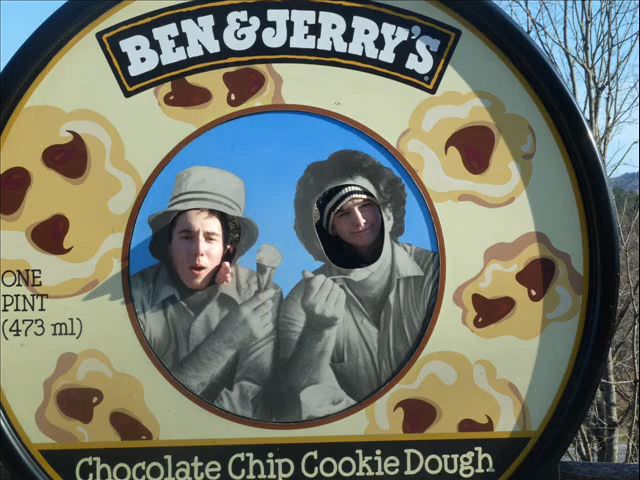 BEN & JERRY'S
ONE
PINT
(473 ml)
Chocolate Chip Cookie Dough